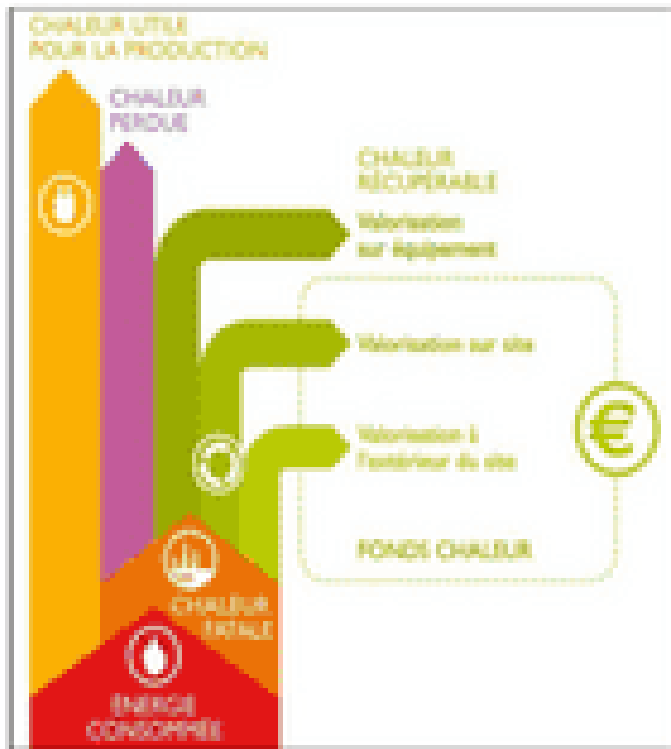 CHALEUR UTILE
POUR LA PRODUCTION
CHALEUR
PERDUE
CHALEUR
RÉCUPÉRABLE
Valorisation
sur équipement
Valorisation sur site
Valorisation à
l'extérieur du site
€
FONDS CHALEUR
CHALEUR
FATALE
ÉNERGIE
CONSOMMÉE